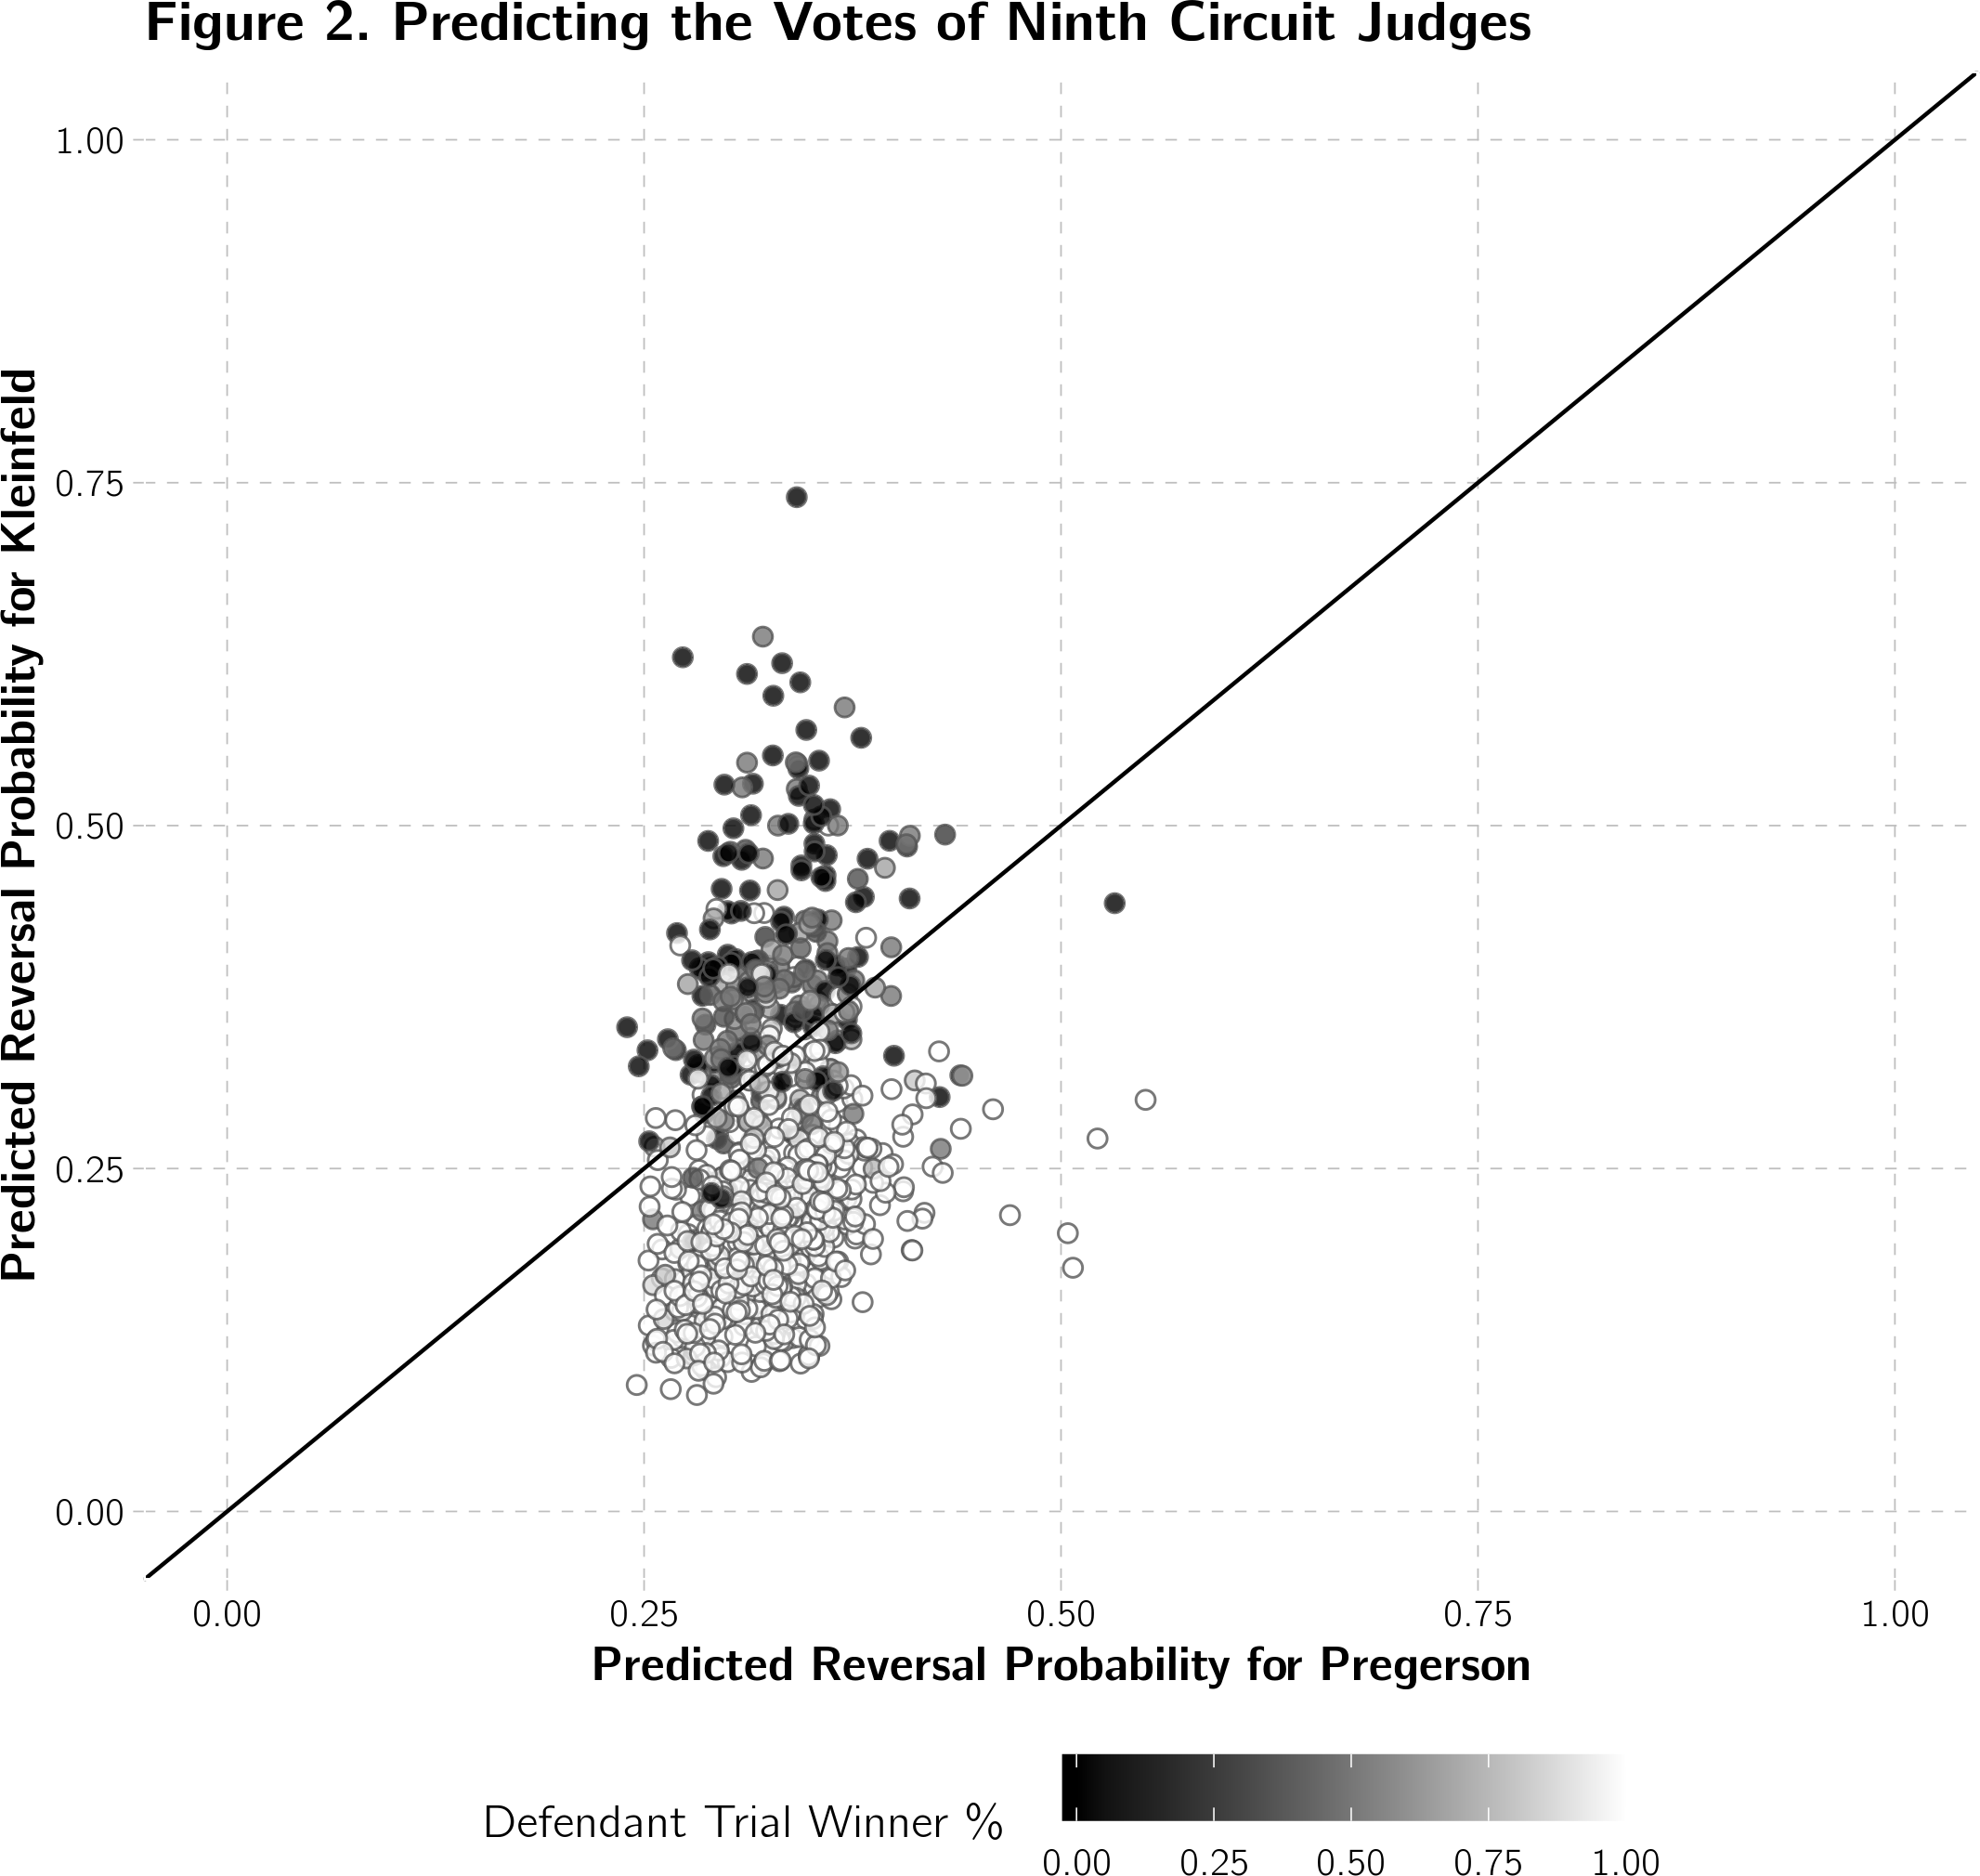 Figure 2. Predicting the Votes of Ninth Circuit Judges
Predicted Reversal Probability for Kleinfeld
1.00
0.75
0.50
0.25
0.00
0.00 0.25 0.50 0.75 1.00
Predicted Reversal Probability for Pregerson
Defendant Trial Winner %
0.00 0.25 0.50 0.75 1.00